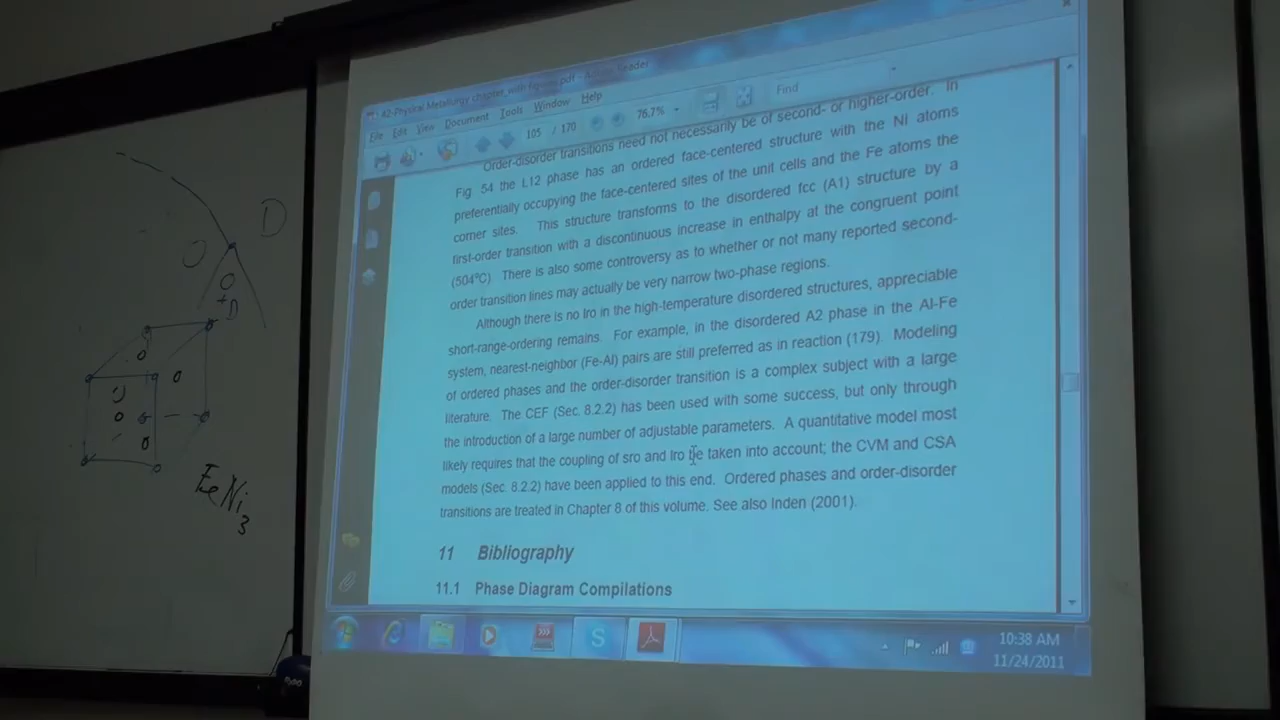 42-Physical Metallurgy chapter_with figures.pdf - Adobe Reader
File Edit View Document Tools Window Help
105 / 170 76.7% Find
Order-disorder transitions need not necessarily be of second- or higher-order. In
Fig 54 the L12 phase has an ordered face-centered structure with the Ni atoms
preferentially occupying the face-centered sites of the unit cells and the Fe atoms the
corner sites. This structure transforms to the disordered fcc (A1) structure by a
first-order transition with a discontinuous increase in enthalpy at the congruent point
(504°C). There is also some controversy as to whether or not many reported second-
order transition lines may actually be very narrow two-phase regions.
Although there is no lro in the high-temperature disordered structures, appreciable
short-range-ordering remains. For example, in the disordered A2 phase in the Al-Fe
system, nearest-neighbor (Fe-Al) pairs are still preferred as in reaction (179). Modeling
of ordered phases and the order-disorder transition is a complex subject with a large
literature. The CEF (Sec. 8.2.2) has been used with some success, but only through
the introduction of a large number of adjustable parameters. A quantitative model most
likely requires that the coupling of sro and lro be taken into account; the CVM and CSA
models (Sec. 8.2.2) have been applied to this end. Ordered phases and order-disorder
transitions are treated in Chapter 8 of this volume. See also Inden (2001).
11 Bibliography
11.1 Phase Diagram Compilations
10:38 AM
11/24/2011
D
O
O
+D
FeNi3